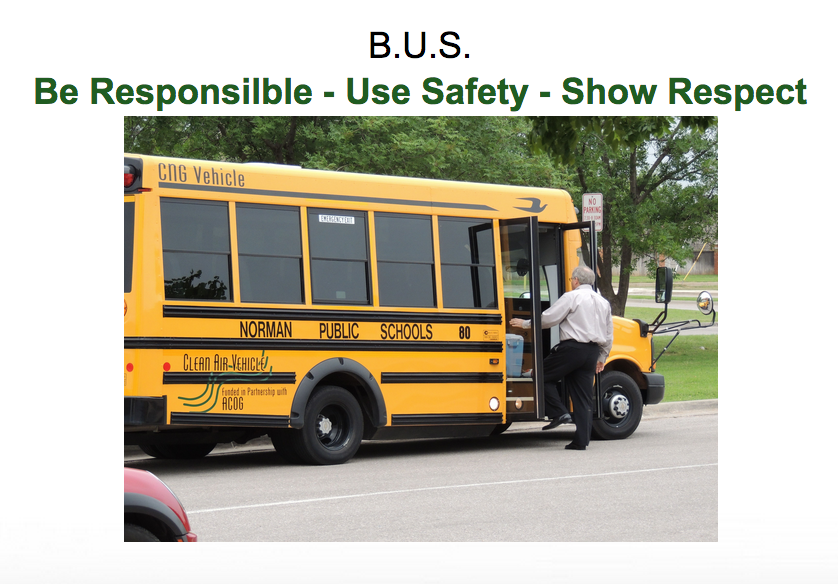 B.U.S.
Be Responsilble - Use Safety - Show Respect
CNG Vehicle
EMERGENCY EXIT
NO
PARKING
NORMAN PUBLIC SCHOOLS 80
CLEAN AIR VEHICLE
Funded in Partnership with
ACOG